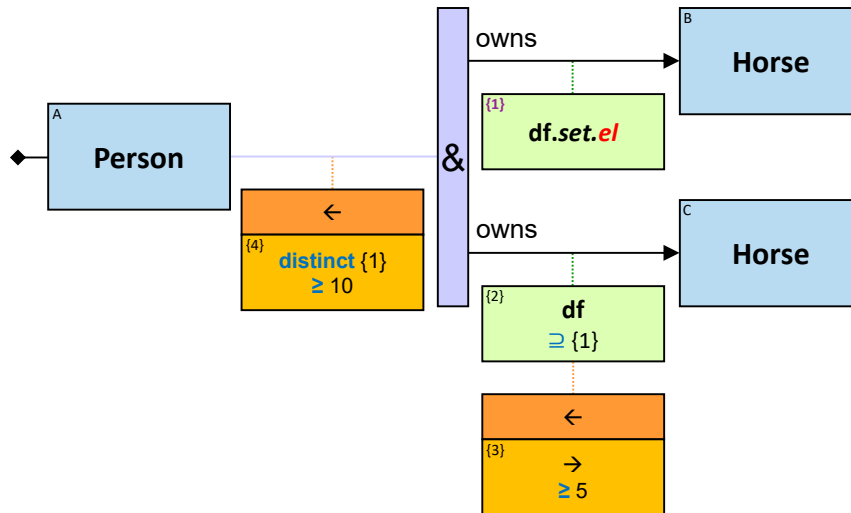 A
Person
←
{4}
distinct {1}
≥ 10
&
owns
B
Horse
{1}
df.set.el
owns
C
Horse
{2}
df
⊇ {1}
←
{3}
→
≥ 5